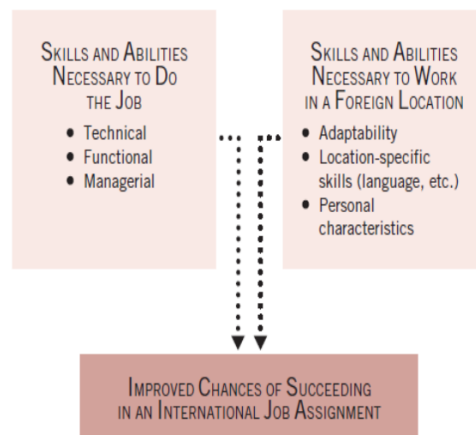 SKILLS AND ABILITIES
NECESSARY TO DO
THE JOB
• Technical
• Functional
• Managerial
SKILLS AND ABILITIES
NECESSARY TO WORK
IN A FOREIGN LOCATION
• Adaptability
• Location-specific
skills (language, etc.)
• Personal
characteristics
IMPROVED CHANCES OF SUCCEEDING
IN AN INTERNATIONAL JOB ASSIGNMENT